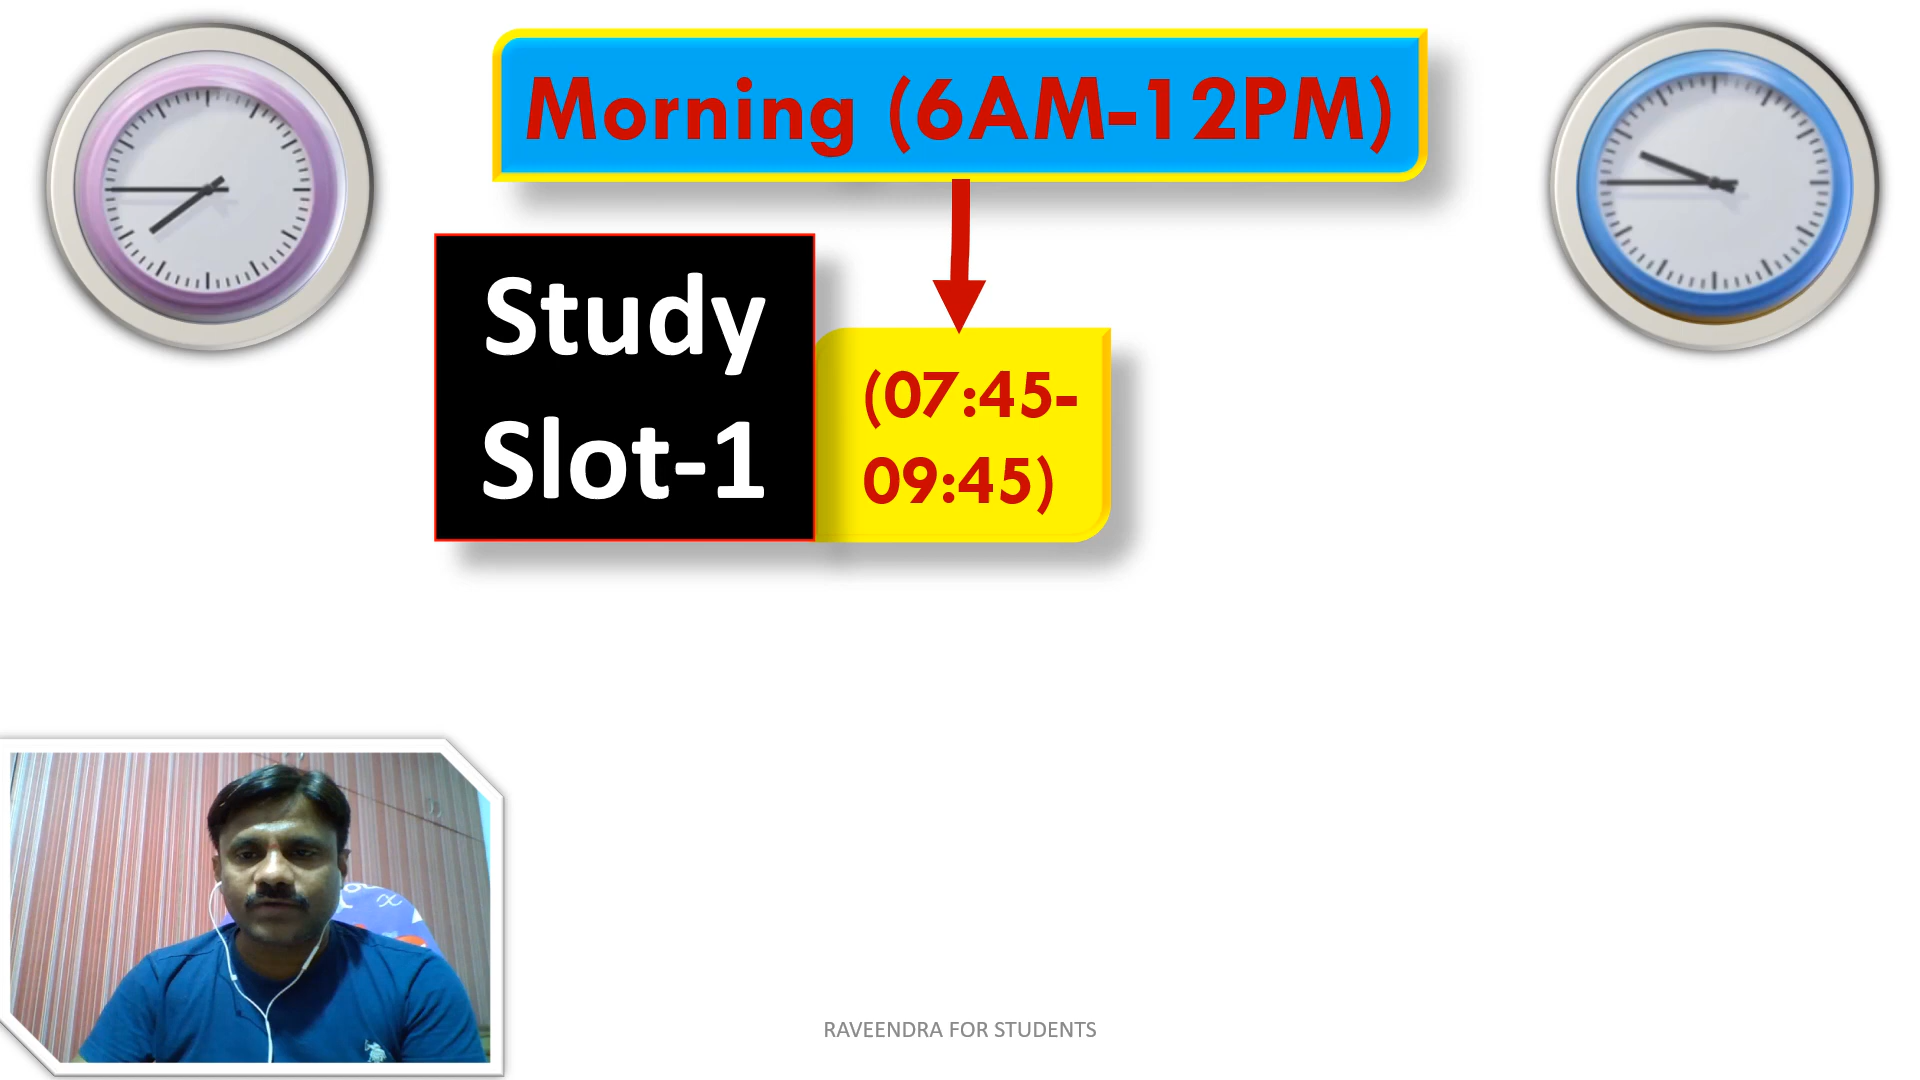 Morning (6AM-12PM)
Study
Slot-1
(07:45-
09:45)
RAVEENDRA FOR STUDENTS